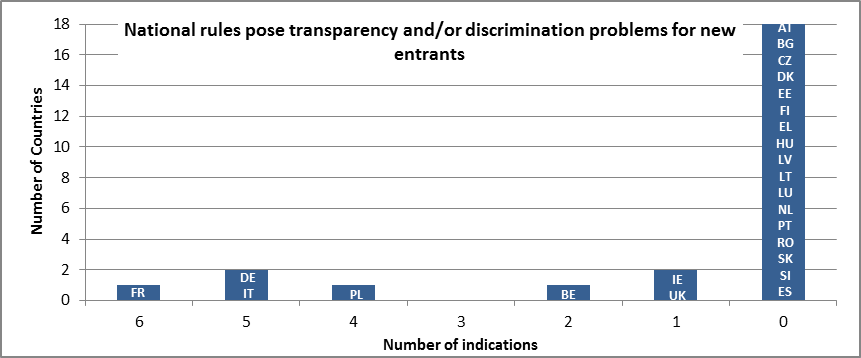 National rules pose transparency and/or discrimination problems for new
entrants
Number of Countries
18
16
14
12
10
8
6
4
2
0
FR
DE
IT
PL
BE
IE
UK
AT
BG
CZ
DK
EE
FI
EL
HU
LV
LT
LU
NL
PT
RO
SK
SI
ES
6 5 4 3 2 1 0
Number of indications